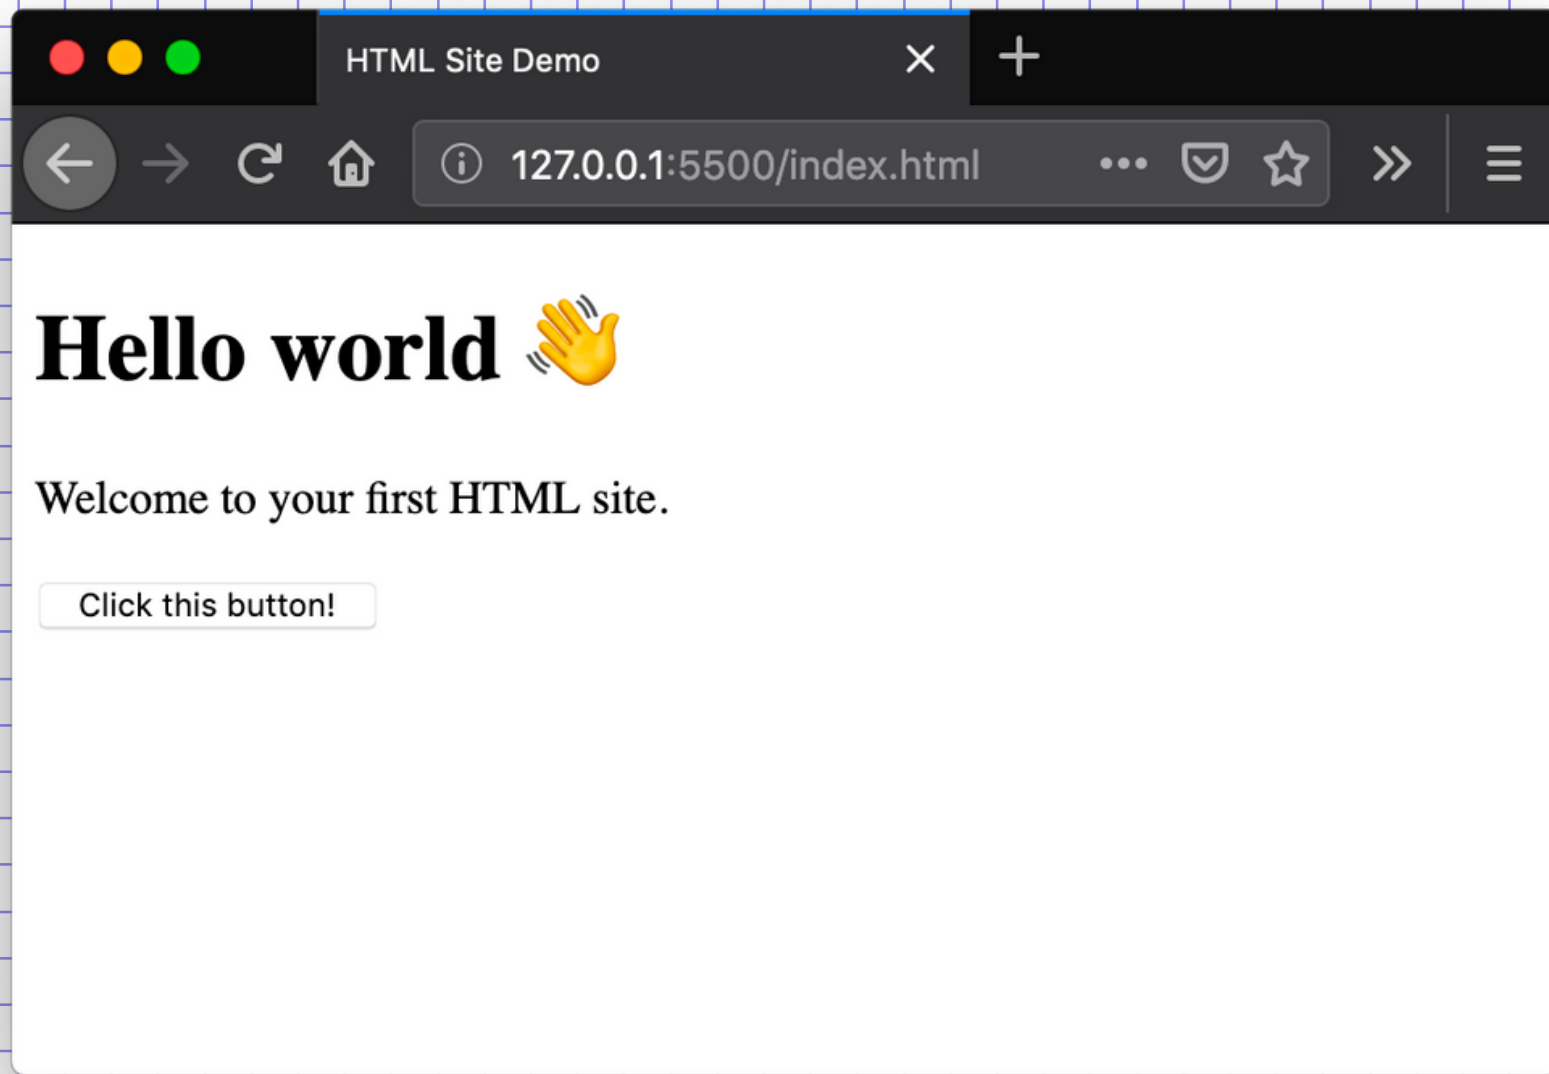 HTML Site Demo
127.0.0.1:5500/index.html
Hello world 👋
Welcome to your first HTML site.
Click this button!